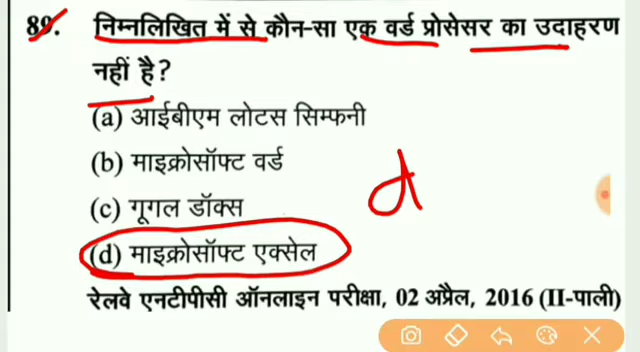 89. निम्नलिखित में से कौन-सा एक वर्ड प्रोसेसर का उदाहरण
नहीं है?
(a) आईबीएम लोटस सिम्फनी
(b) माइक्रोसॉफ्ट वर्ड
(c) गूगल डॉक्स
(d) माइक्रोसॉफ्ट एक्सेल
d
रेलवे एनटीपीसी ऑनलाइन परीक्षा, 02 अप्रैल, 2016 (II-पाली)